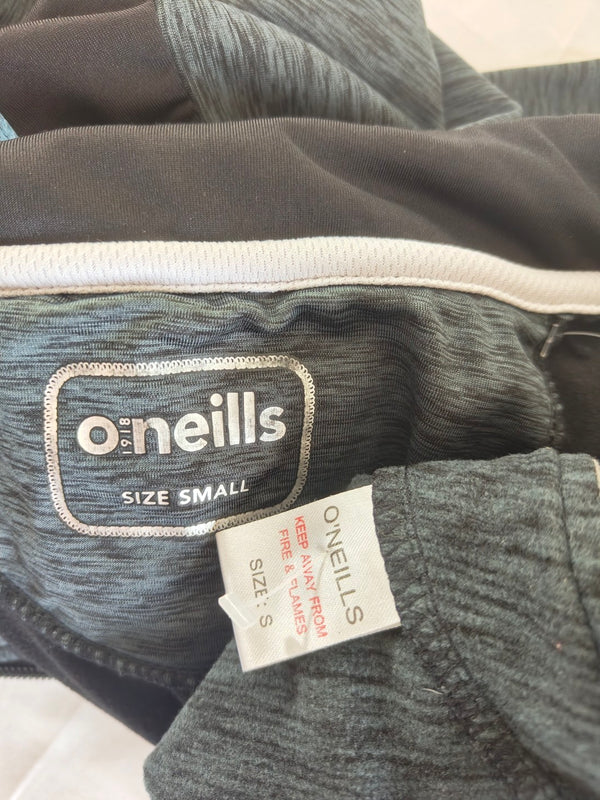 o'neills
1918
SIZE SMALL
O'NEILLS
KEEP AWAY FROM
FIRE & FLAMES
SIZE: S